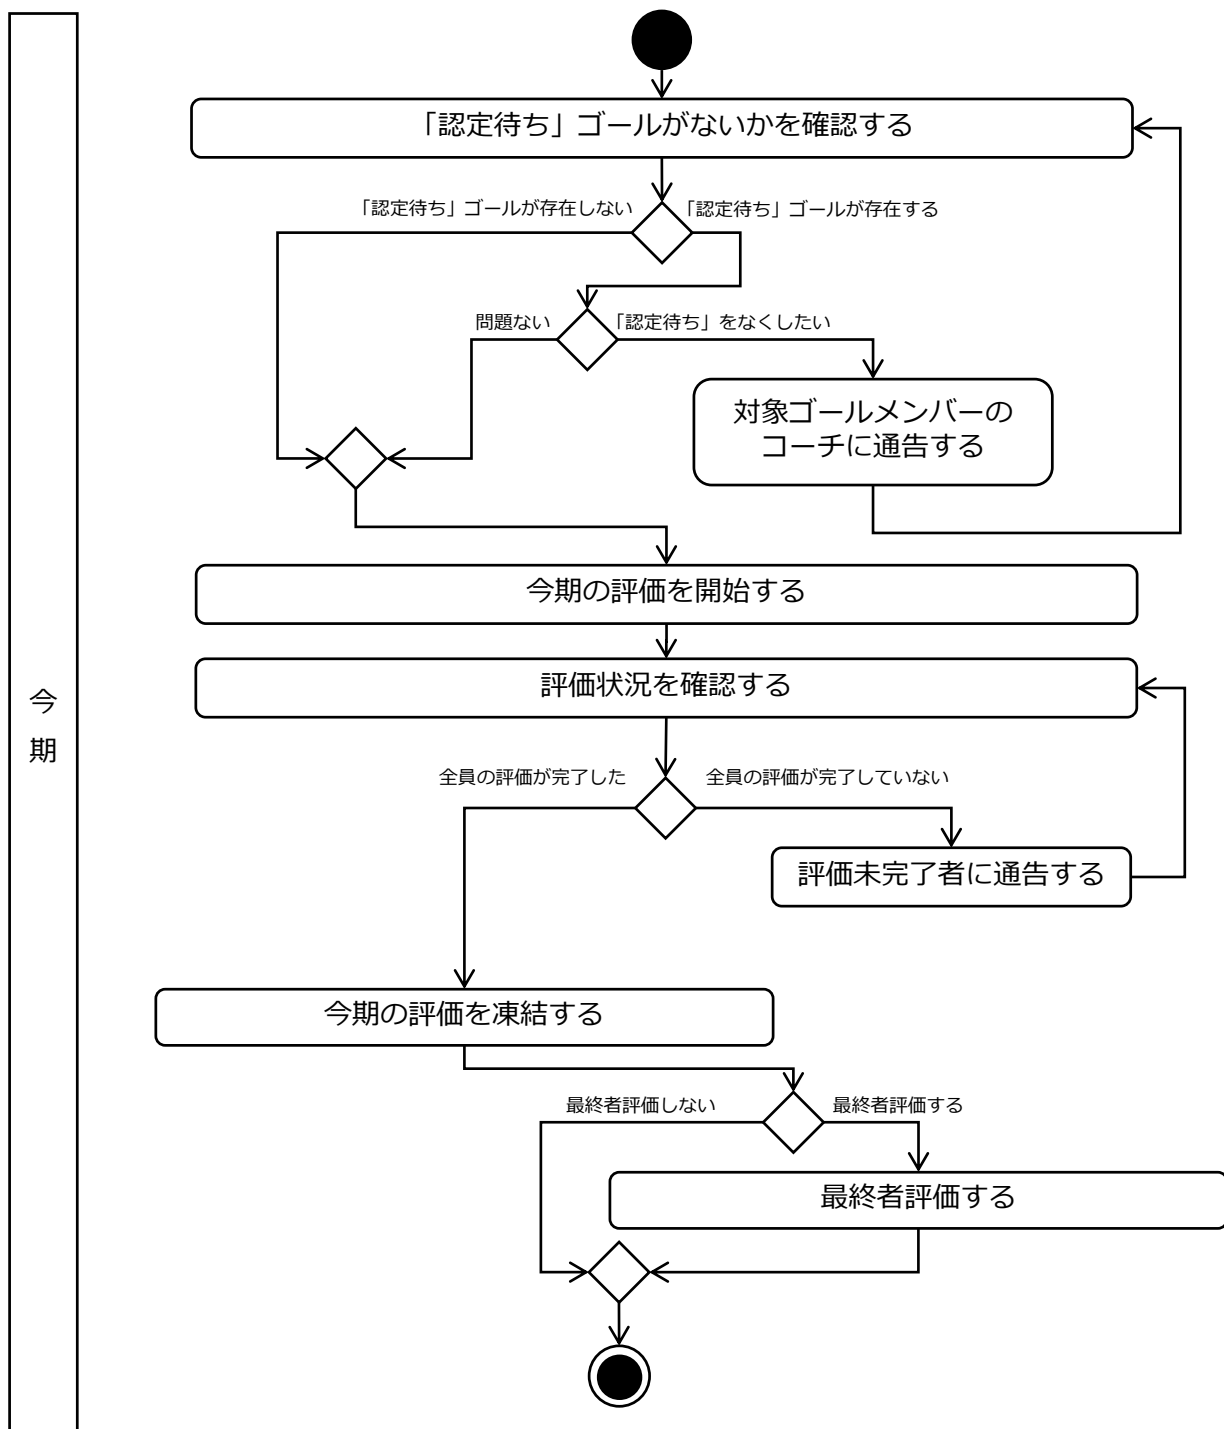 「認定待ち」ゴールがないかを確認する
「認定待ち」ゴールが存在しない
「認定待ち」ゴールが存在する
問題ない
「認定待ち」をなくしたい
対象ゴールメンバーの
コーチに通告する
今期の評価を開始する
評価状況を確認する
今
期
全員の評価が完了した
全員の評価が完了していない
評価未完了者に通告する
今期の評価を凍結する
最終者評価しない
最終者評価する
最終者評価する